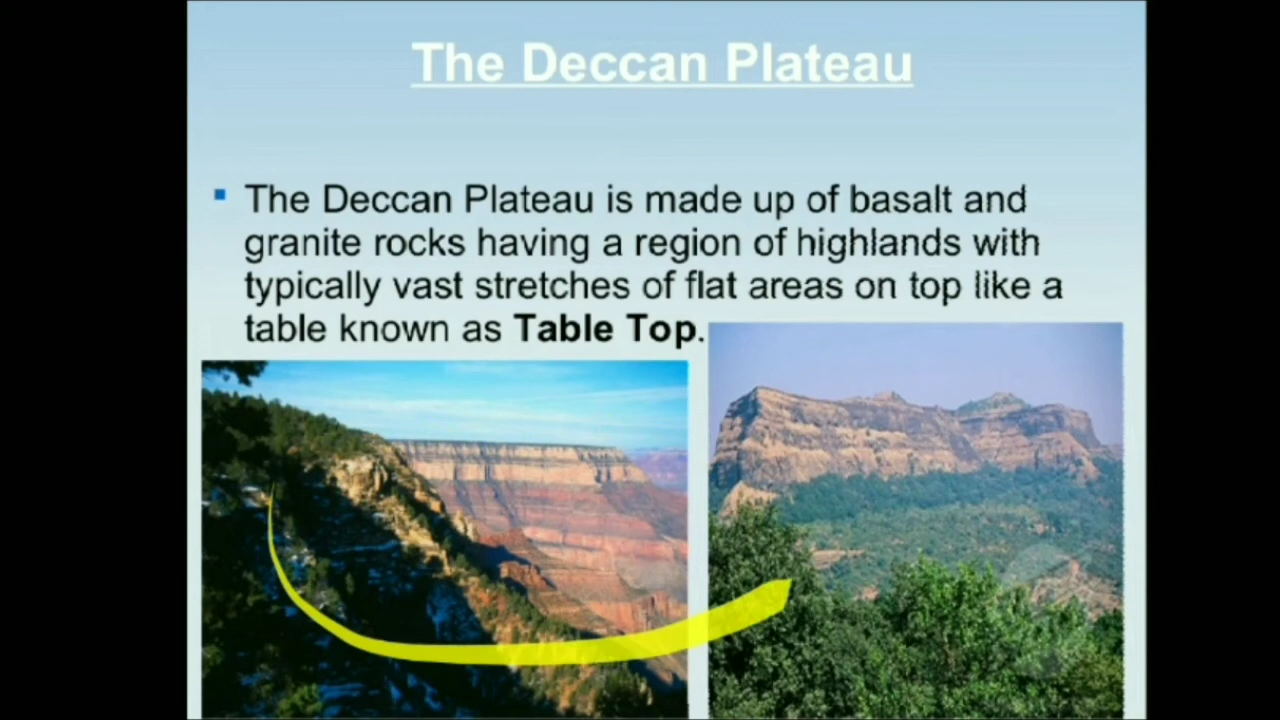 The Deccan Plateau
The Deccan Plateau is made up of basalt and
granite rocks having a region of highlands with
typically vast stretches of flat areas on top like a
table known as Table Top.